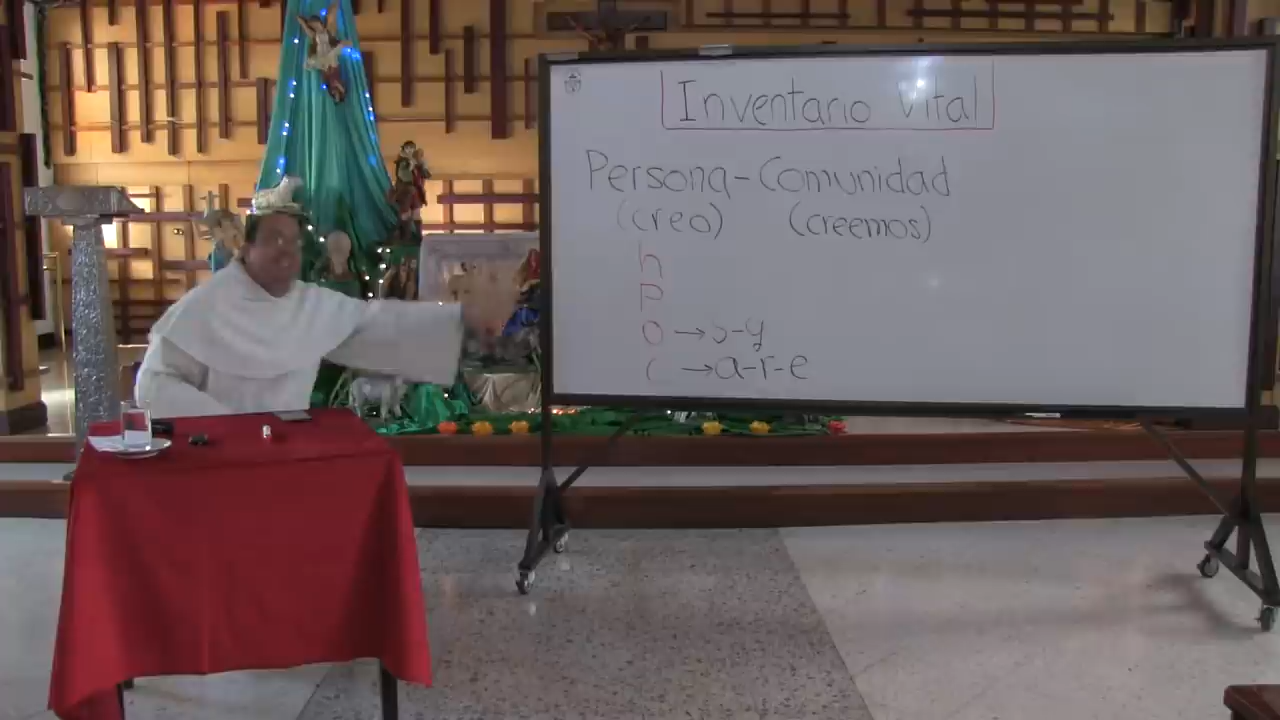 Inventario Vital
Persona - Comunidad
(creo) (creemos)
h
P
O → s-y
C → a-r-e